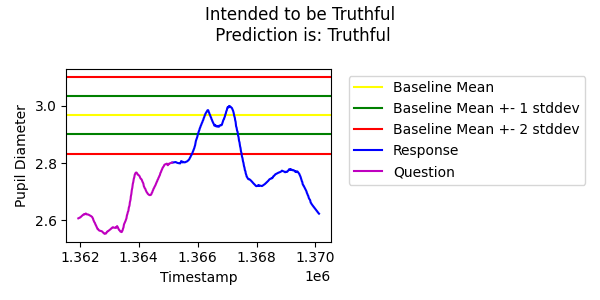 Intended to be Truthful
Prediction is: Truthful
Pupil Diameter
3.0
2.8
2.6
1.362 1.364 1.366 1.368 1.370
1e6
Timestamp
Baseline Mean
Baseline Mean +- 1 stddev
Baseline Mean +- 2 stddev
Response
Question